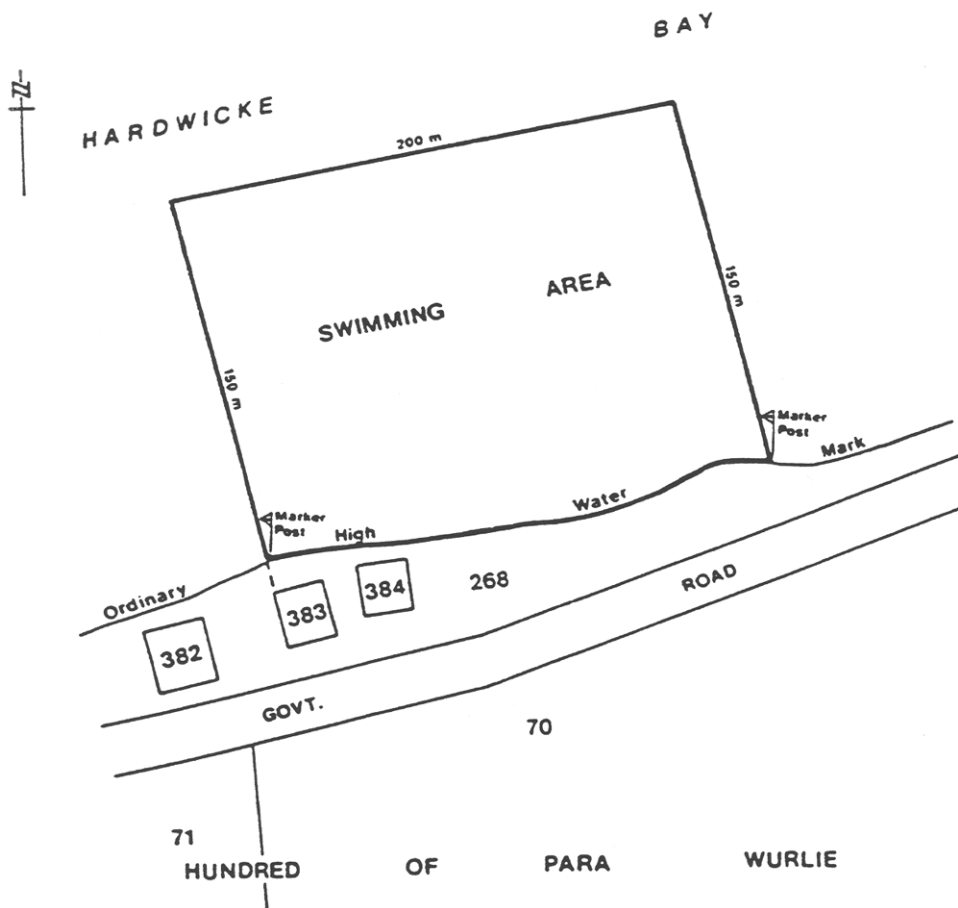 BAY
N
HARDWICKE
200 m
SWIMMING AREA
150 m
150 m
Marker
Post
Mark
Marker
Post
High
Water
Ordinary
268
384
383
382
ROAD
GOVT.
70
71
HUNDRED OF PARA WURLIE